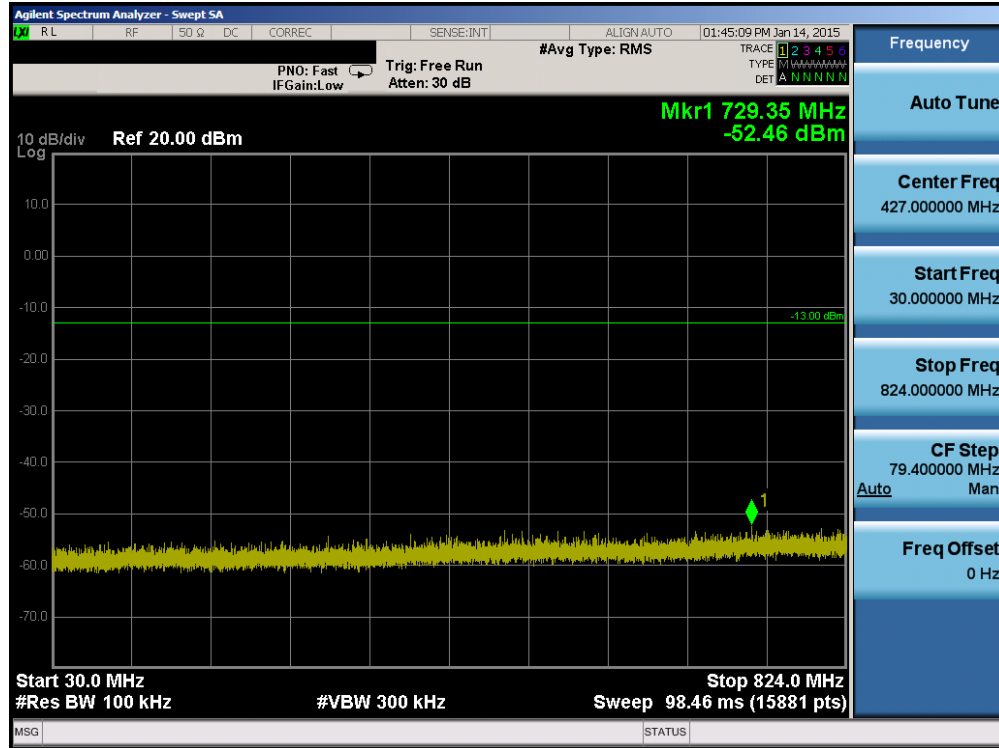 Agilent Spectrum Analyzer - Swept SA
LXI RL RF 50 Ω DC CORREC SENSE:INT ALIGN AUTO 01:45:09 PM Jan 14, 2015
#Avg Type: RMS
TRACE 1 2 3 4 5 6
TYPE M WWWWW
DET A N N N N N
PNO: Fast
IFGain:Low
Trig: Free Run
Atten: 30 dB
Mkr1 729.35 MHz
-52.46 dBm
10 dB/div Ref 20.00 dBm
Log
10.0
0.00
-10.0
-13.00 dBm
-20.0
-30.0
-40.0
-50.0
1
-60.0
-70.0
Start 30.0 MHz Stop 824.0 MHz
#Res BW 100 kHz #VBW 300 kHz Sweep 98.46 ms (15881 pts)
MSG STATUS
Frequency
Auto Tune
Center Freq
427.000000 MHz
Start Freq
30.000000 MHz
Stop Freq
824.000000 MHz
CF Step
79.400000 MHz
Auto Man
Freq Offset
0 Hz